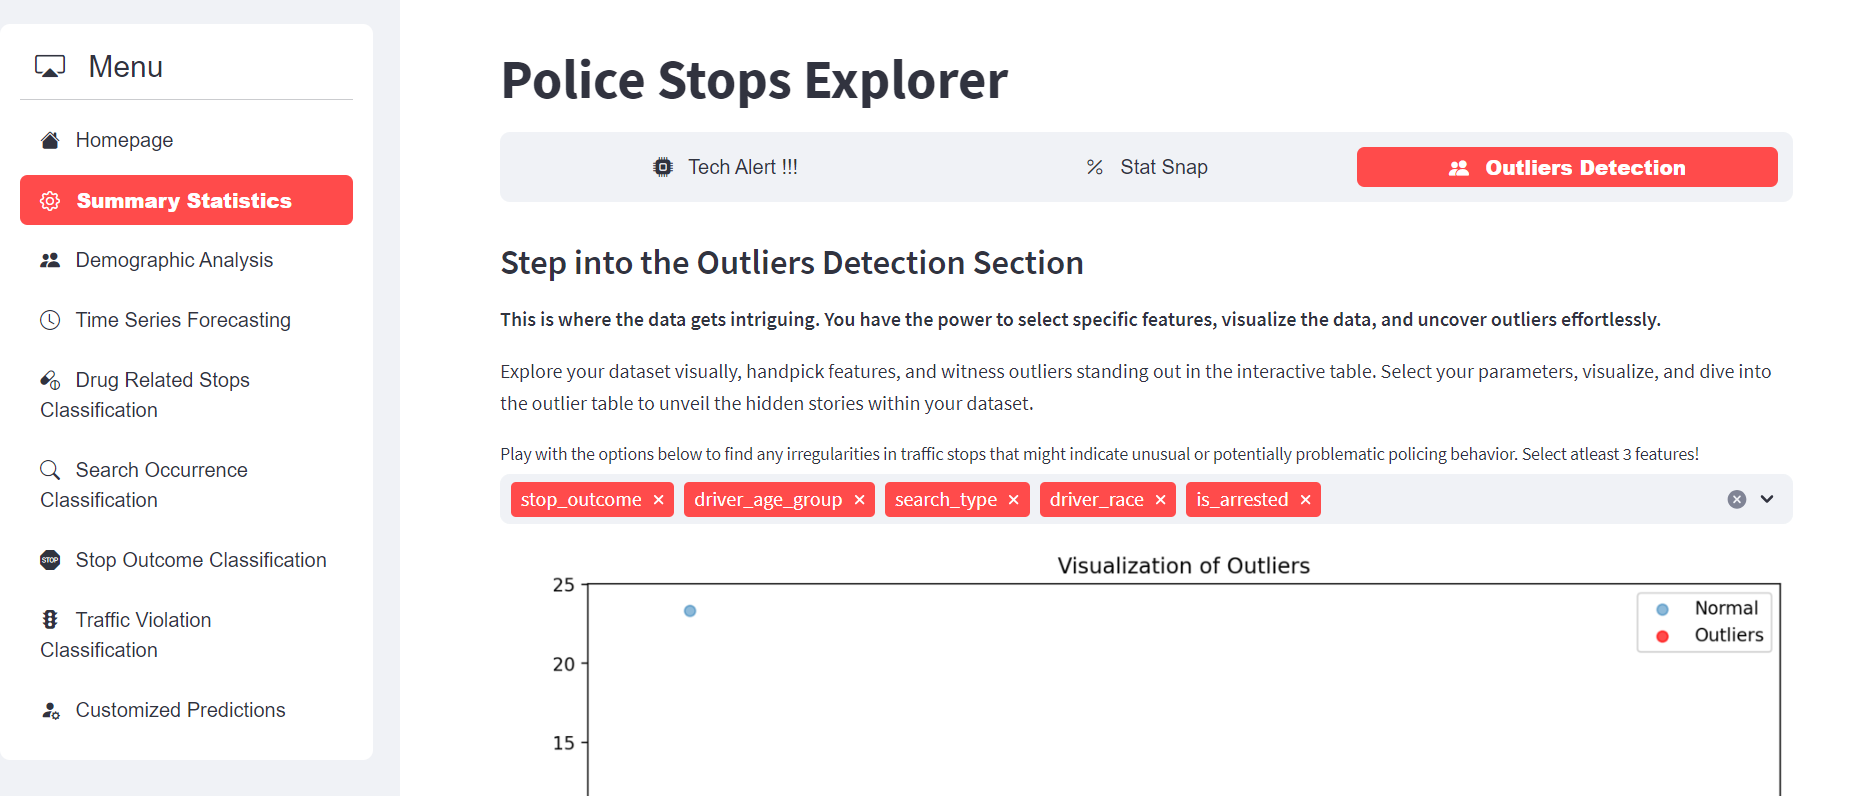 Menu
Homepage
Summary Statistics
Demographic Analysis
Time Series Forecasting
Drug Related Stops
Classification
Search Occurrence
Classification
STOP Stop Outcome Classification
Traffic Violation
Classification
Customized Predictions
Police Stops Explorer
Tech Alert !!!
% Stat Snap
Outliers Detection
Step into the Outliers Detection Section
This is where the data gets intriguing. You have the power to select specific features, visualize the data, and uncover outliers effortlessly.
Explore your dataset visually, handpick features, and witness outliers standing out in the interactive table. Select your parameters, visualize, and dive into
the outlier table to unveil the hidden stories within your dataset.
Play with the options below to find any irregularities in traffic stops that might indicate unusual or potentially problematic policing behavior. Select atleast 3 features!
stop_outcome × driver_age_group × search_type × driver_race × is_arrested ×
Visualization of Outliers
25
20
15
Normal
Outliers